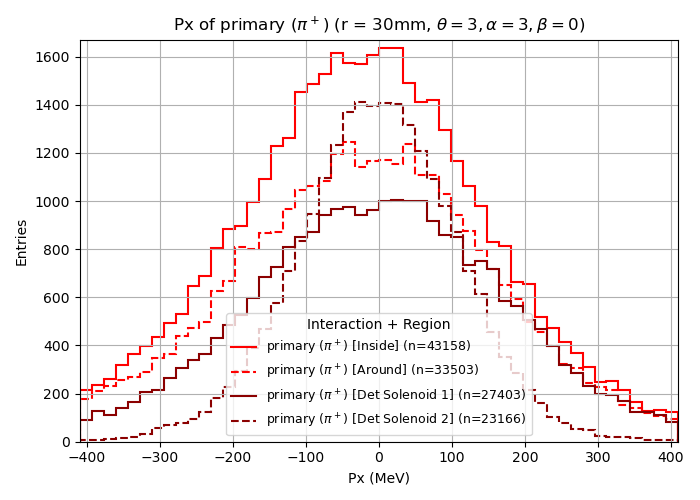 Px of primary (π⁺) (r = 30mm, θ = 3, α = 3, β = 0)
1600
1400
1200
1000
800
600
400
200
0
Entries
Interaction + Region
primary (π⁺) [Inside] (n=43158)
primary (π⁺) [Around] (n=33503)
primary (π⁺) [Det Solenoid 1] (n=27403)
primary (π⁺) [Det Solenoid 2] (n=23166)
−400 −300 −200 −100 0 100 200 300 400
Px (MeV)